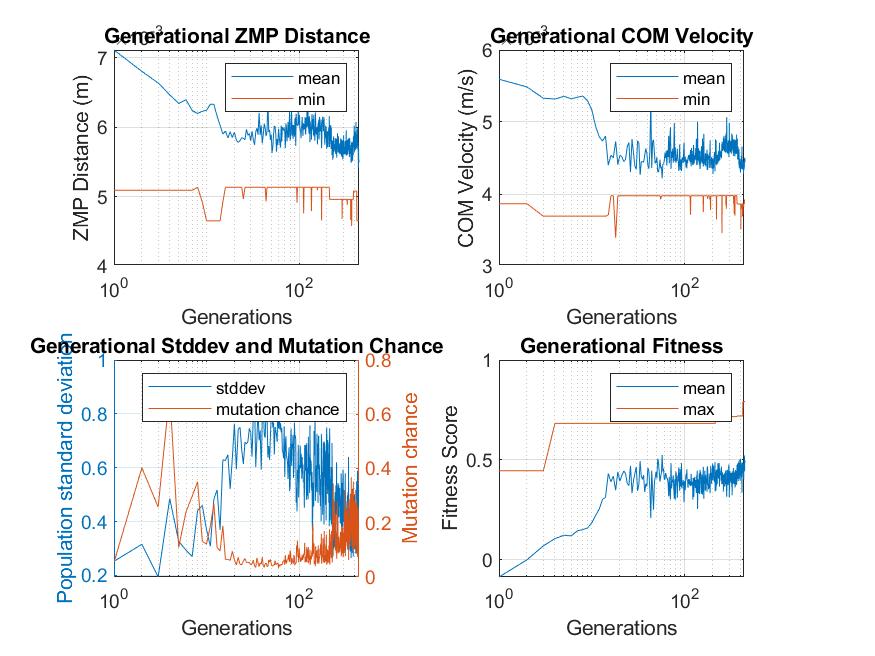 ×10-3
Generational ZMP Distance
7
6
5
4
ZMP Distance (m)
mean
min
10^0
10^2
Generations
Generational COM Velocity
6
5
4
3
COM Velocity (m/s)
mean
min
10^0
10^2
Generations
Generational Stddev and Mutation Chance
1
0.8
0.6
0.4
0.2
Population standard deviation
stddev
mutation chance
0.8
0.6
0.4
0.2
0
Mutation chance
10^0
10^2
Generations
Generational Fitness
1
0.5
0
Fitness Score
mean
max
10^0
10^2
Generations